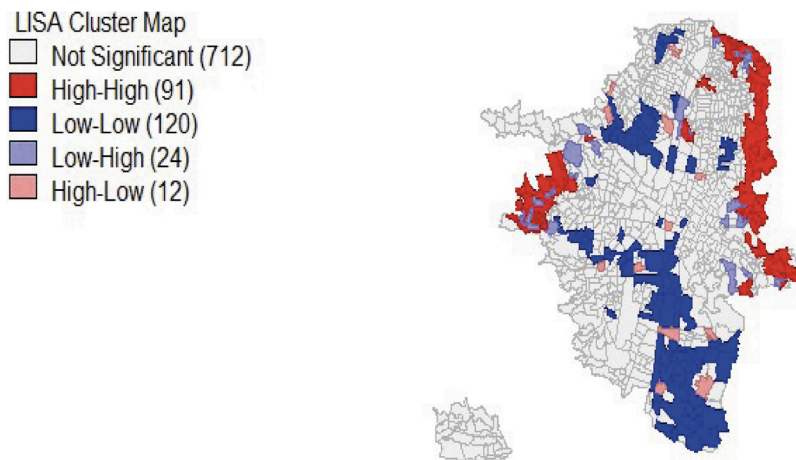 LISA Cluster Map
Not Significant (712)
High-High (91)
Low-Low (120)
Low-High (24)
High-Low (12)